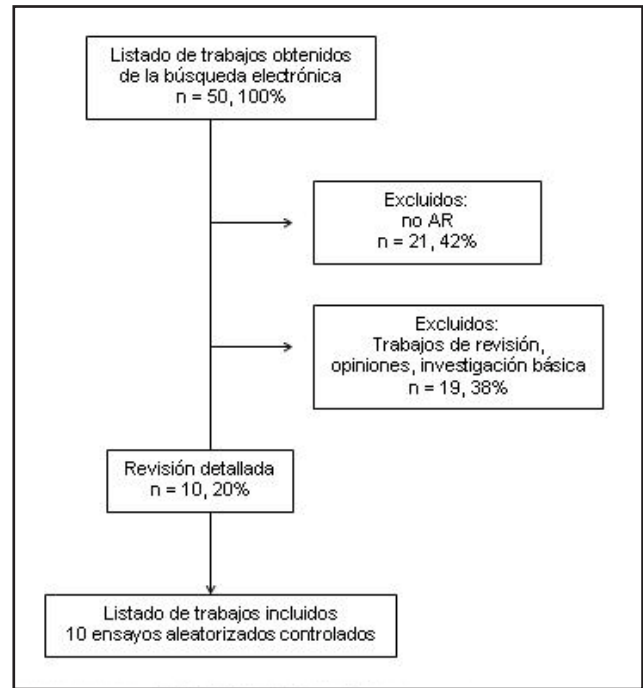 Listado de trabajos obtenidos
de la búsqueda electrónica
n = 50, 100%
Excluidos:
no AR
n = 21, 42%
Excluidos:
Trabajos de revisión,
opiniones, investigación básica
n = 19, 38%
Revisión detallada
n = 10, 20%
Listado de trabajos incluidos
10 ensayos aleatorizados controlados